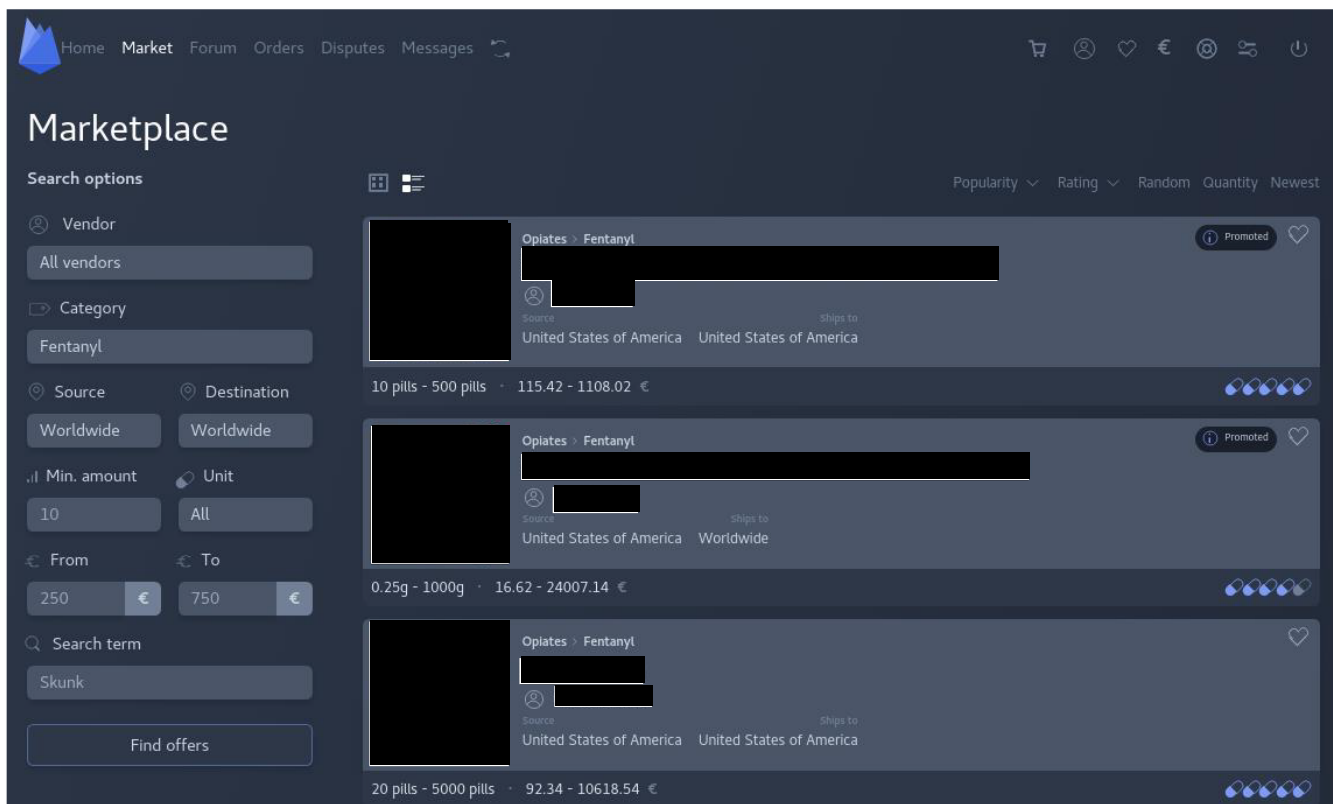 Home Market Forum Orders Disputes Messages €
Marketplace
Search options
Vendor
All vendors
Category
Fentanyl
Source Destination
Worldwide Worldwide
Min. amount Unit
10 All
€ From € To
250 € 750 €
Search term
Skunk
Find offers
Popularity Rating Random Quantity Newest
Opiates > Fentanyl Promoted
Source Ships to
United States of America United States of America
10 pills - 500 pills · 115.42 - 1108.02 €
Opiates > Fentanyl Promoted
Source Ships to
United States of America Worldwide
0.25g - 1000g · 16.62 - 24007.14 €
Opiates > Fentanyl
Source Ships to
United States of America United States of America
20 pills - 5000 pills · 92.34 - 10618.54 €